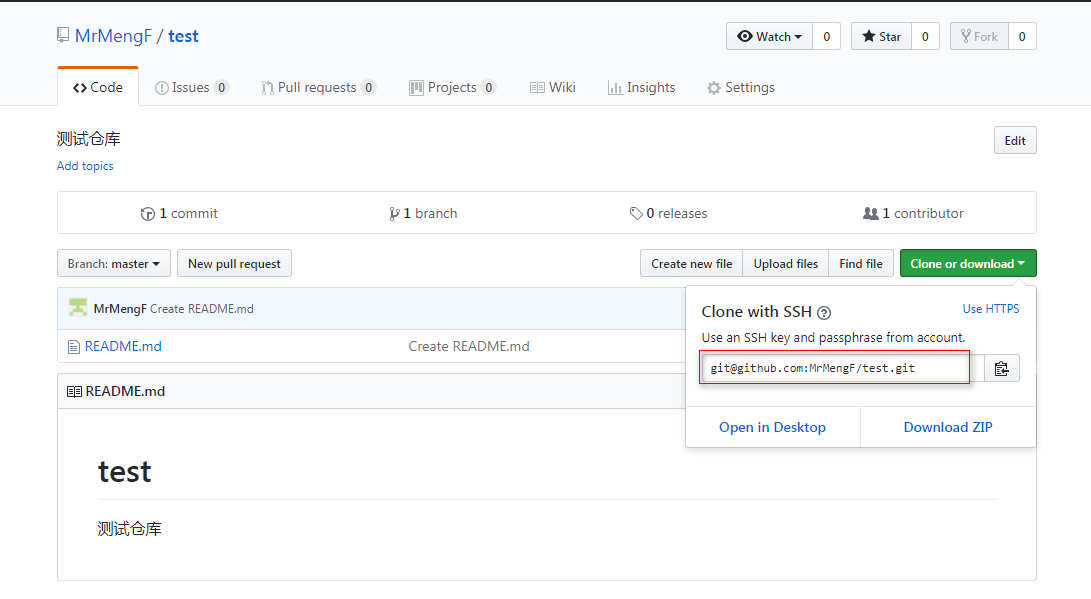 MrMengF / test
Watch 0 Star 0 Fork 0
Code Issues 0 Pull requests 0 Projects 0 Wiki Insights Settings
测试仓库
Edit
Add topics
1 commit 1 branch 0 releases 1 contributor
Branch: master New pull request Create new file Upload files Find file Clone or download
MrMengF Create README.md
README.md Create README.md
README.md
test
测试仓库
Clone with SSH ? Use HTTPS
Use an SSH key and passphrase from account.
git@github.com:MrMengF/test.git
Open in Desktop Download ZIP